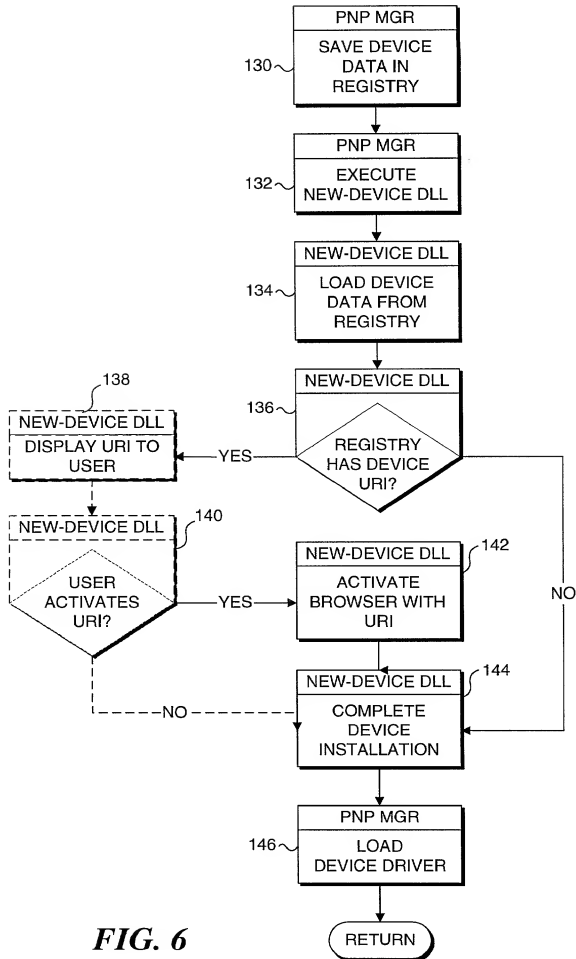 PNP MGR
130
SAVE DEVICE
DATA IN
REGISTRY
PNP MGR
132
EXECUTE
NEW-DEVICE DLL
NEW-DEVICE DLL
134
LOAD DEVICE
DATA FROM
REGISTRY
NEW-DEVICE DLL
136
REGISTRY
HAS DEVICE
URI?
YES
NO
138
NEW-DEVICE DLL
DISPLAY URI TO
USER
NEW-DEVICE DLL
140
USER
ACTIVATES
URI?
YES
NO
NEW-DEVICE DLL
142
ACTIVATE
BROWSER WITH
URI
NEW-DEVICE DLL
144
COMPLETE
DEVICE
INSTALLATION
PNP MGR
146
LOAD
DEVICE DRIVER
RETURN
FIG. 6